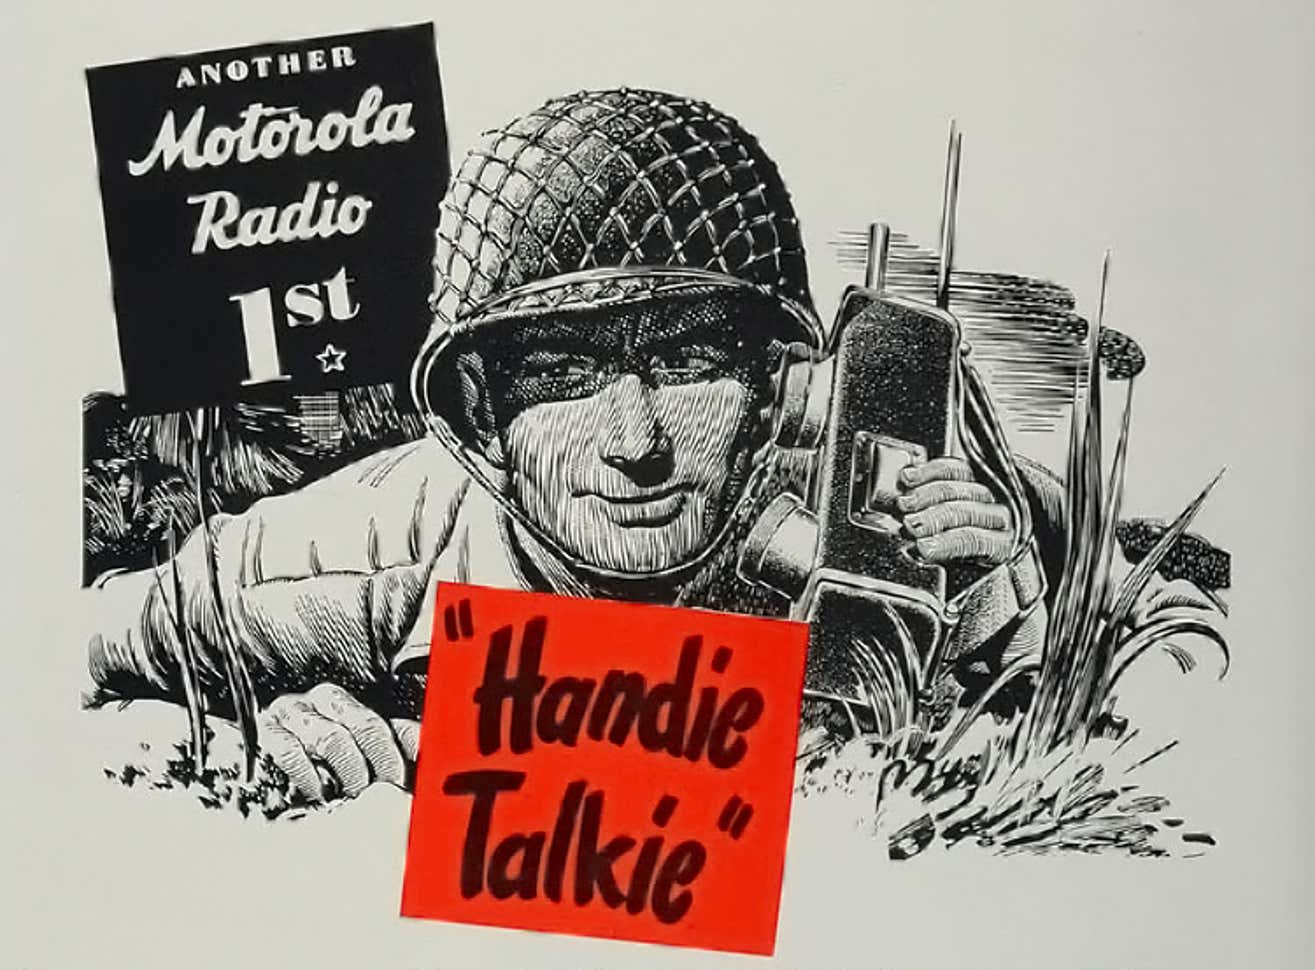 ANOTHER
Motorola
Radio
1st
"Handie
Talkie"